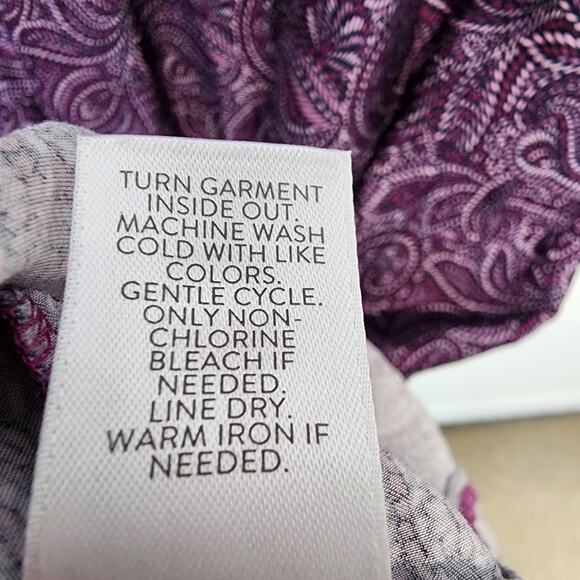 TURN GARMENT
INSIDE OUT.
MACHINE WASH
COLD WITH LIKE
COLORS.
GENTLE CYCLE.
ONLY NON-
CHLORINE
BLEACH IF
NEEDED.
LINE DRY.
WARM IRON IF
NEEDED.